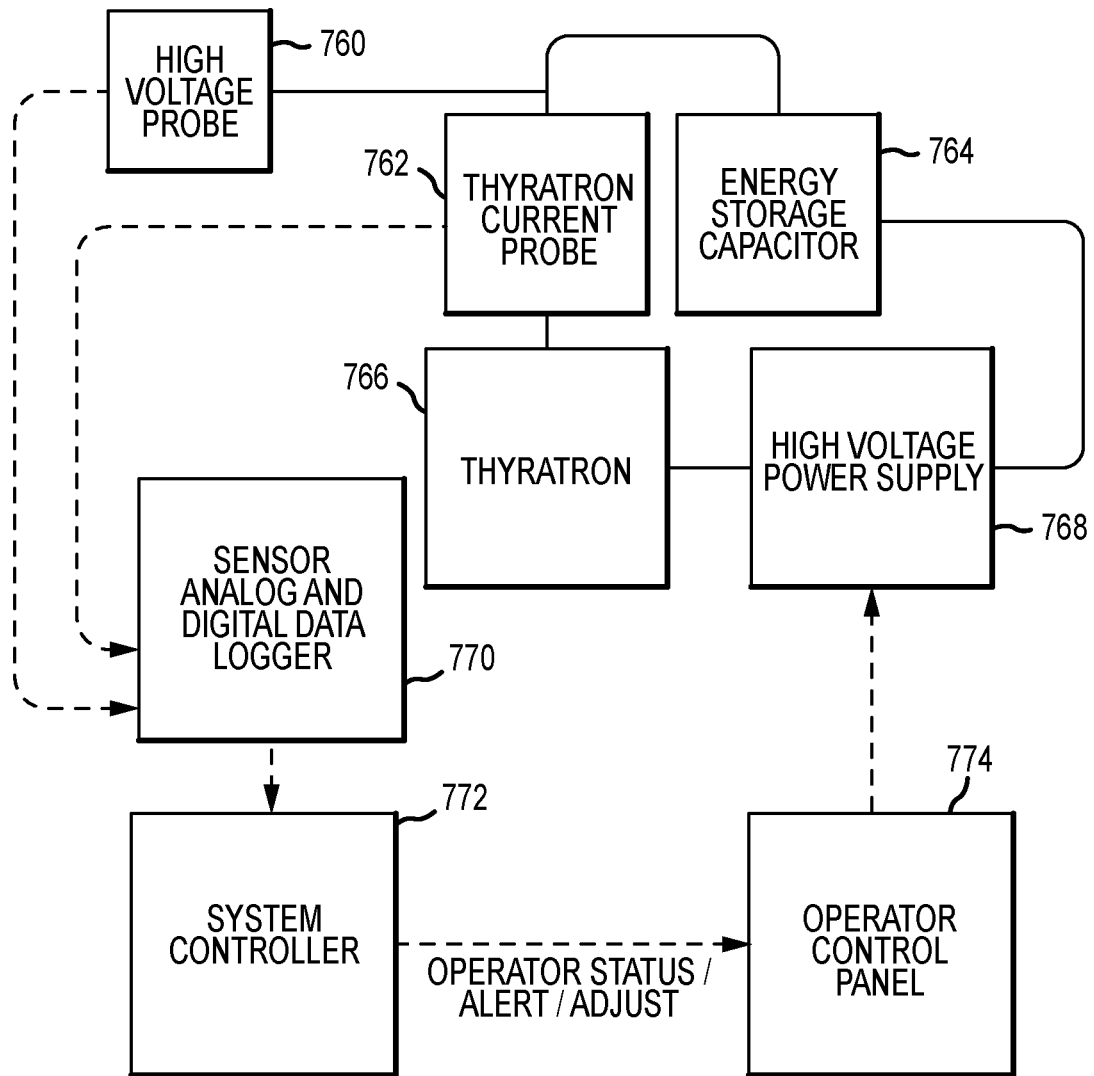 760
HIGH
VOLTAGE
PROBE
762
THYRATRON
CURRENT
PROBE
764
ENERGY
STORAGE
CAPACITOR
766
THYRATRON
HIGH VOLTAGE
POWER SUPPLY
768
SENSOR
ANALOG AND
DIGITAL DATA
LOGGER
770
772
SYSTEM
CONTROLLER
OPERATOR STATUS /
ALERT / ADJUST
774
OPERATOR
CONTROL
PANEL